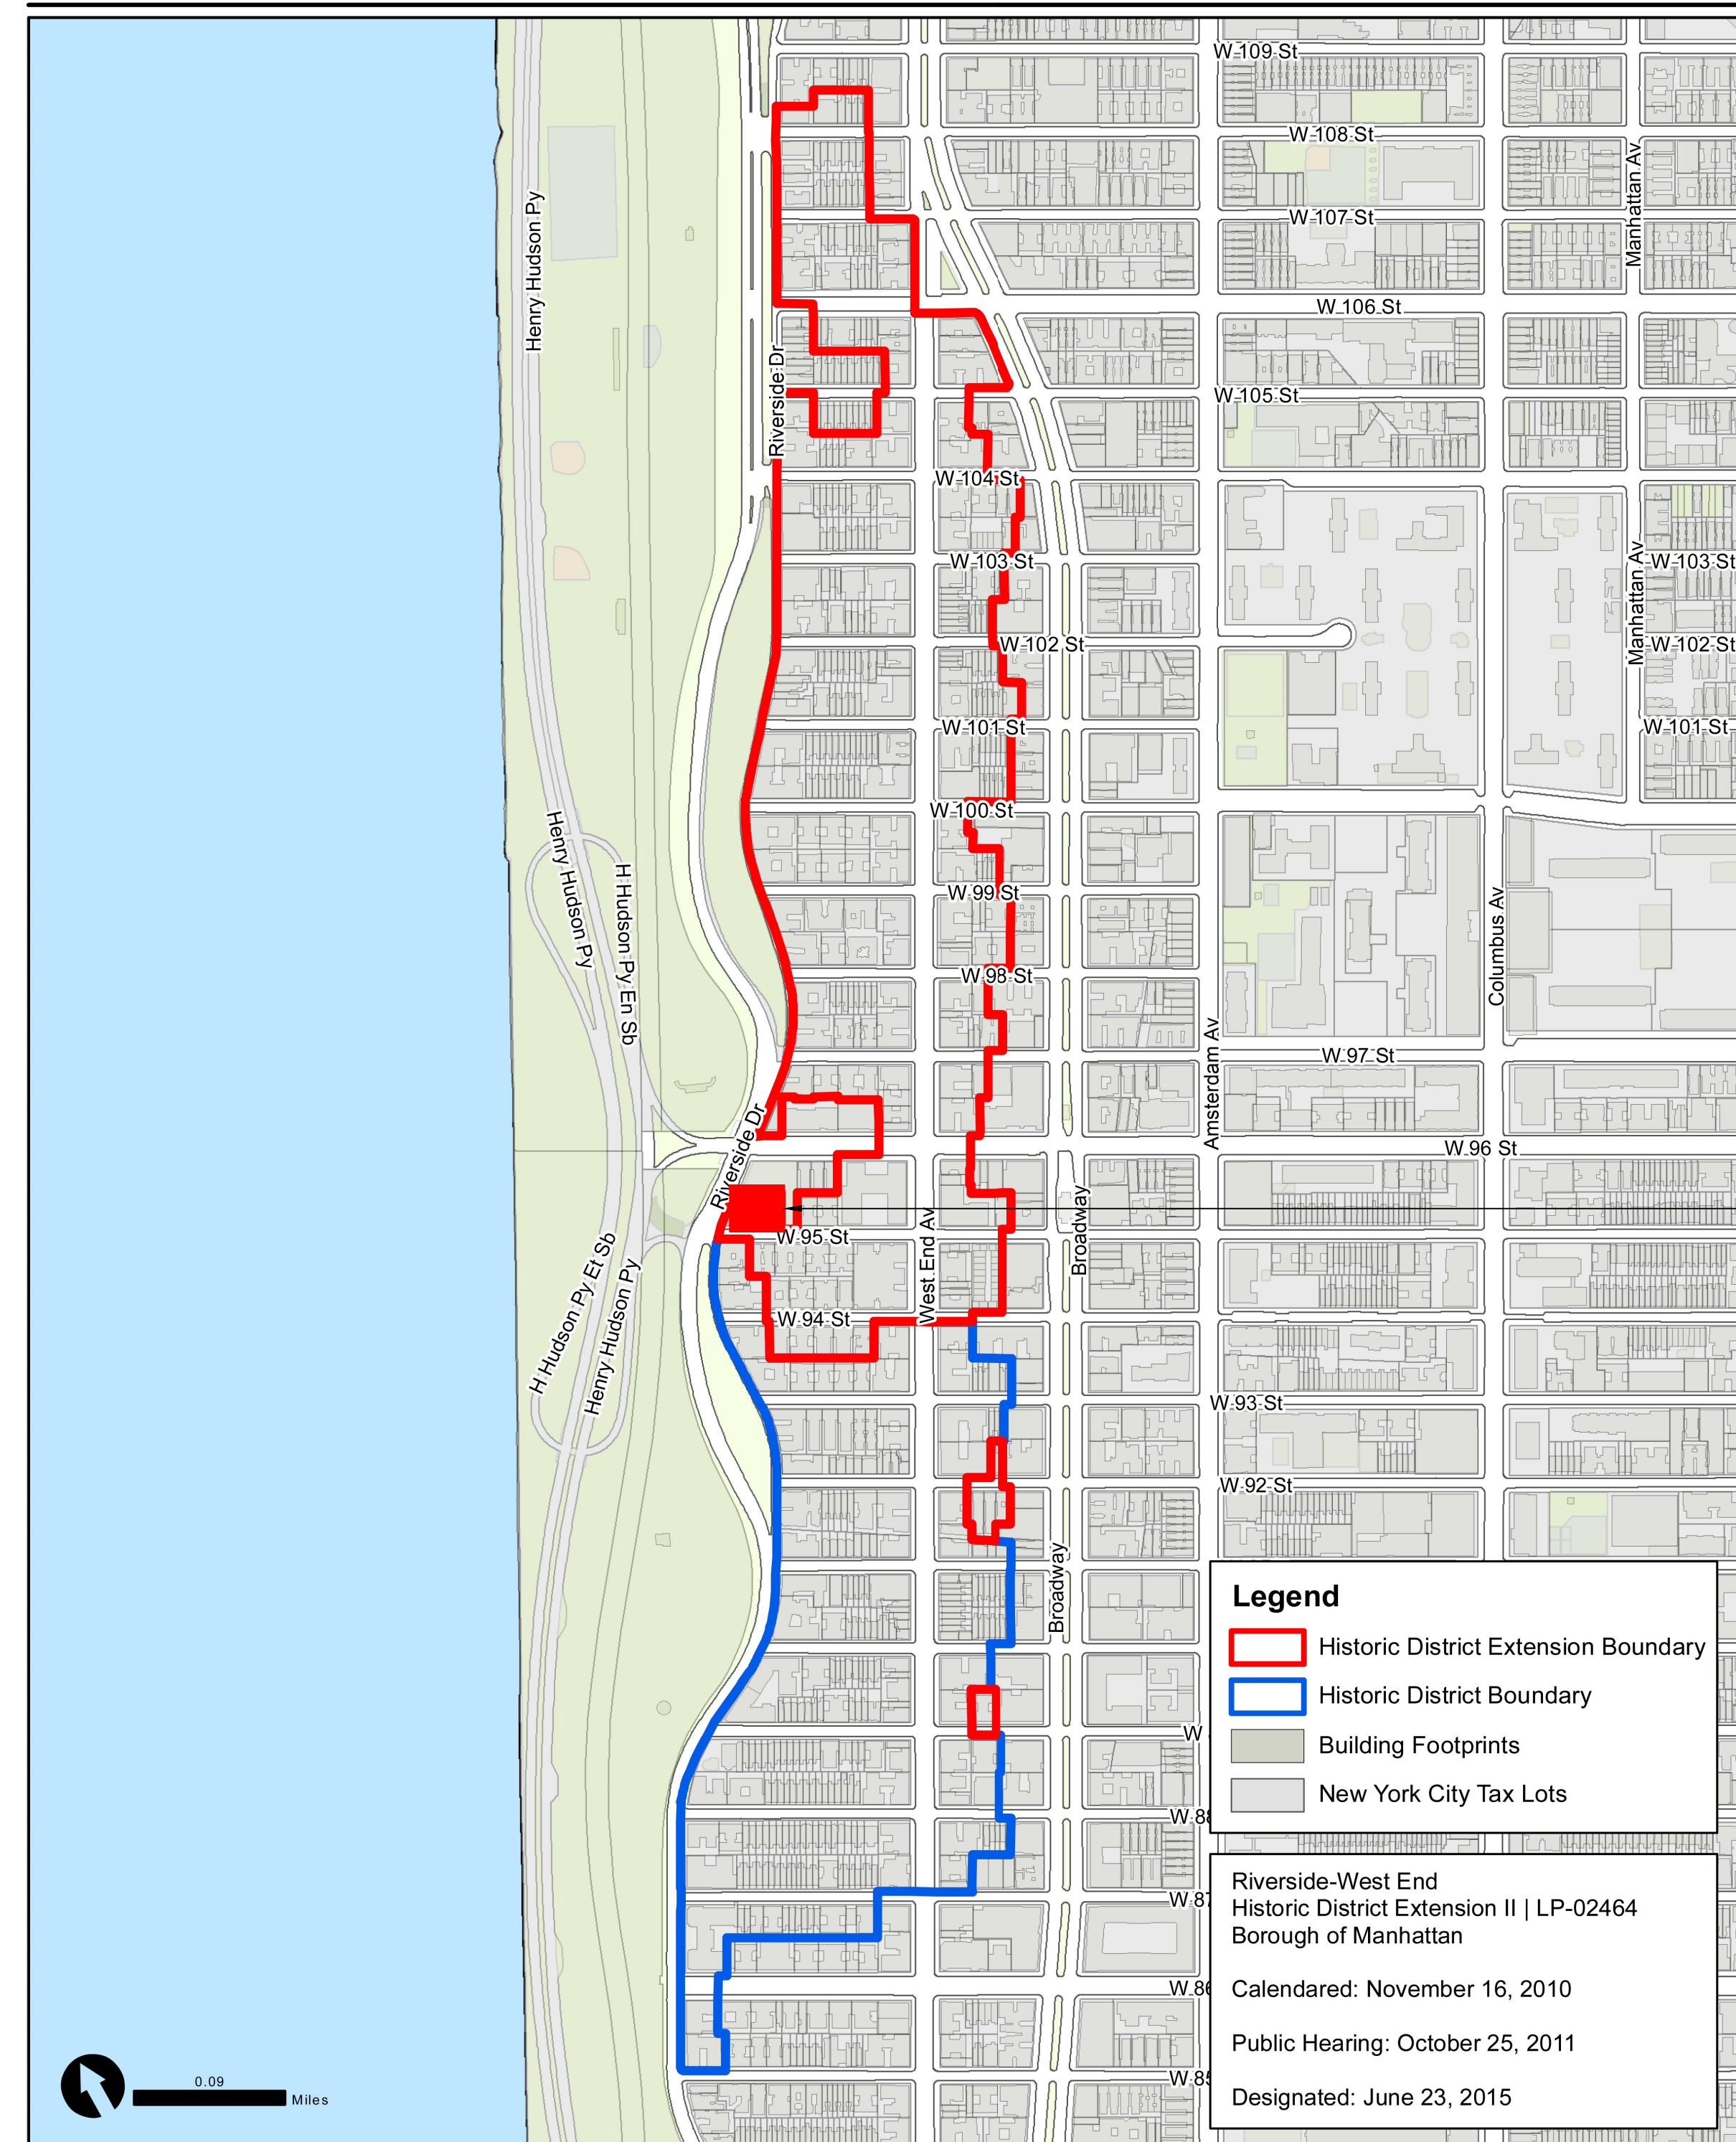 W 109 St
W 108 St
Manhattan Av
Henry Hudson Py
W 107 St
W 106 St
Riverside Dr
W 105 St
W 104 St
W 103 St
W 103 St
Manhattan Av
W 102 St
W 102 St
W 101 St
W 101 St
W 100 St
Henry Hudson Py
H Hudson Py En Sb
W 99 St
Columbus Av
W 98 St
W 97 St
Amsterdam Av
Riverside Dr
W 96 St
W 95 St
West End Av
Broadway
H Hudson Py Et Sb
Henry Hudson Py
W 94 St
W 93 St
W 92 St
Broadway
W
W 88
W 87
W 86
W 85
Legend
Historic District Extension Boundary
Historic District Boundary
Building Footprints
New York City Tax Lots
Riverside-West End
Historic District Extension II | LP-02464
Borough of Manhattan
Calendared: November 16, 2010
Public Hearing: October 25, 2011
Designated: June 23, 2015
0.09
Miles